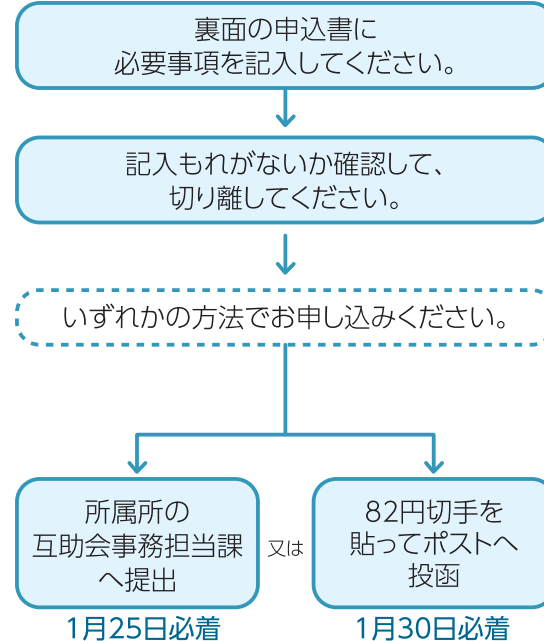 裏面の申込書に
必要事項を記入してください。
記入もれがないか確認して、
切り離してください。
いずれかの方法でお申し込みください。
所属所の
互助会事務担当課
へ提出
又は
82円切手を
貼ってポストへ
投函
1月25日必着
1月30日必着